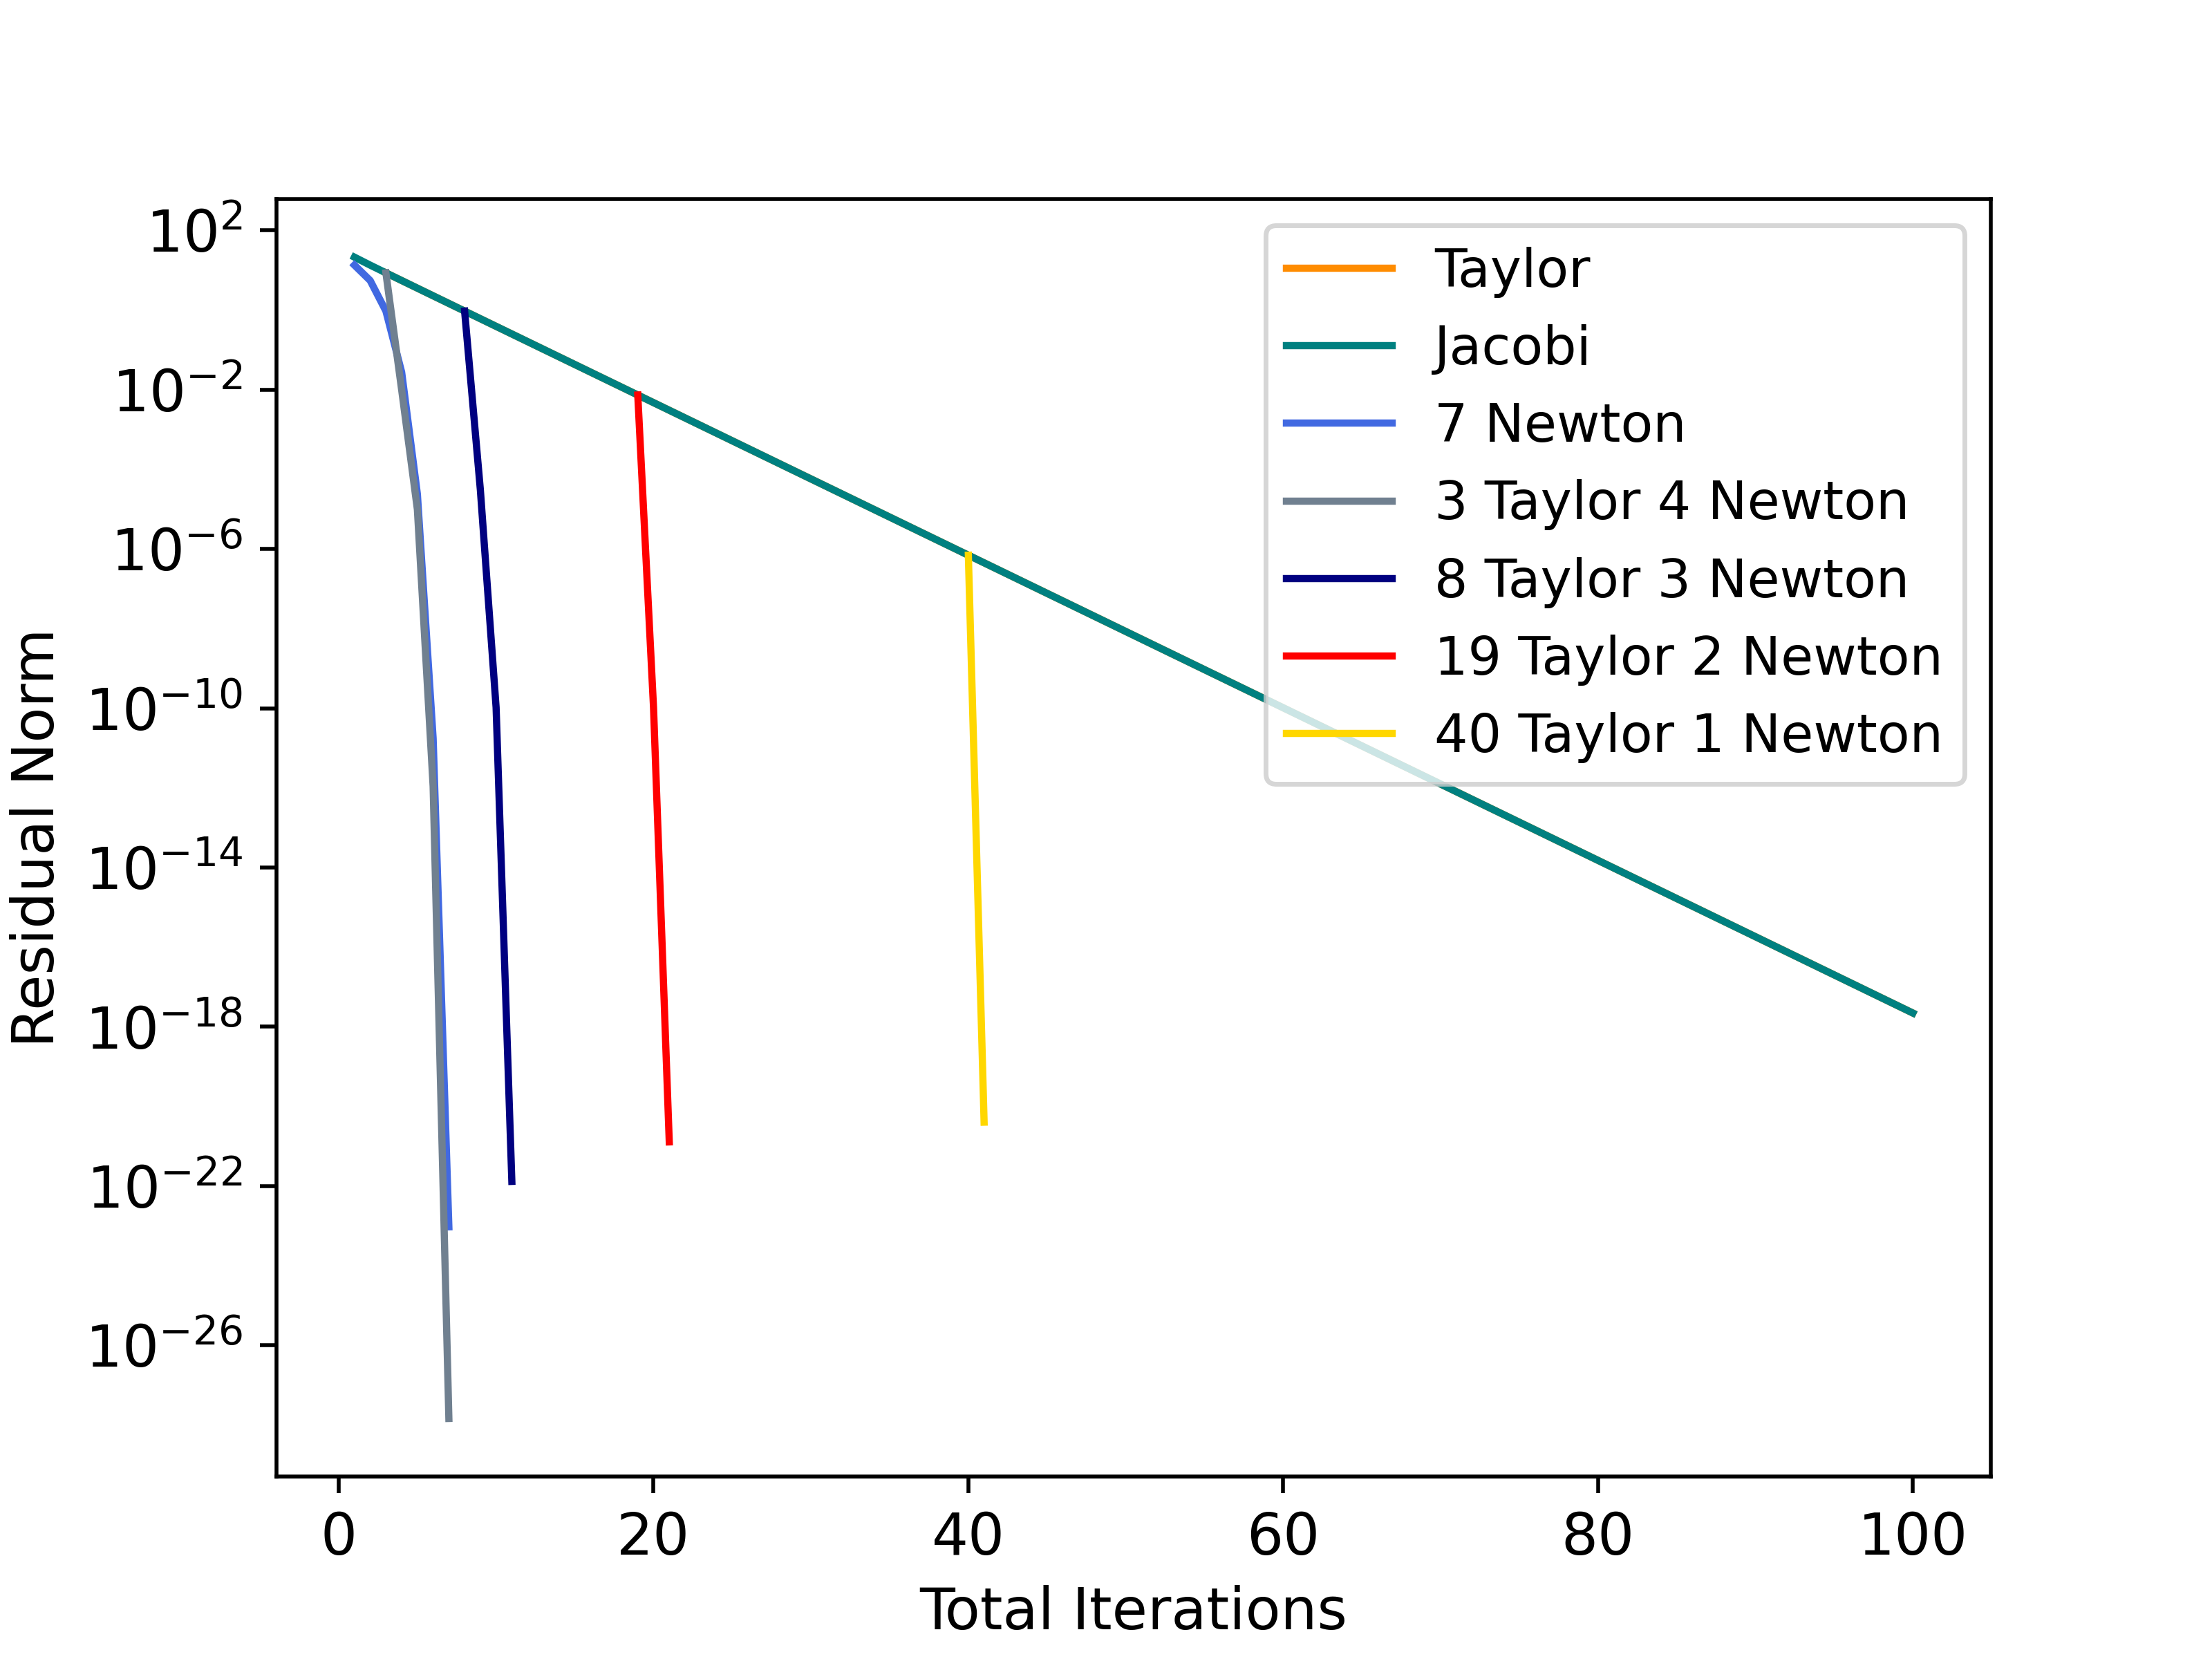 10^2
10^−2
10^−6
10^−10
10^−14
10^−18
10^−22
10^−26
Residual Norm
Taylor
Jacobi
7 Newton
3 Taylor 4 Newton
8 Taylor 3 Newton
19 Taylor 2 Newton
40 Taylor 1 Newton
0 20 40 60 80 100
Total Iterations